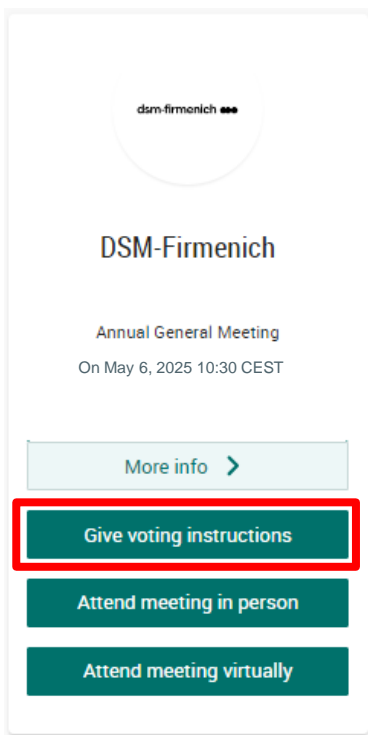 dsm-firmenich
DSM-Firmenich
Annual General Meeting
On May 6, 2025 10:30 CEST
More info
Give voting instructions
Attend meeting in person
Attend meeting virtually